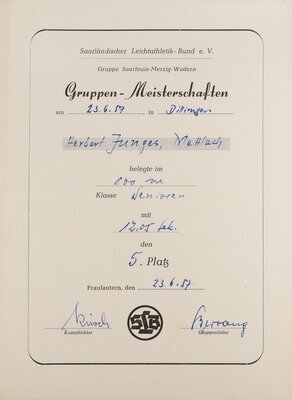 Saarländischer Leichtathletik-Bund e. V.
Gruppe Saarlouis-Merzig-Wadern
Gruppen-Meisterschaften
am 23.6.57 in Dillingen
Herbert Junges, Mettlach
belegte im
100 m
Klasse Senioren
mit
12,05 Sek.
den
5. Platz
Fraulautern, den 23.6.57
Kampfrichter
SLB
Gruppenleiter